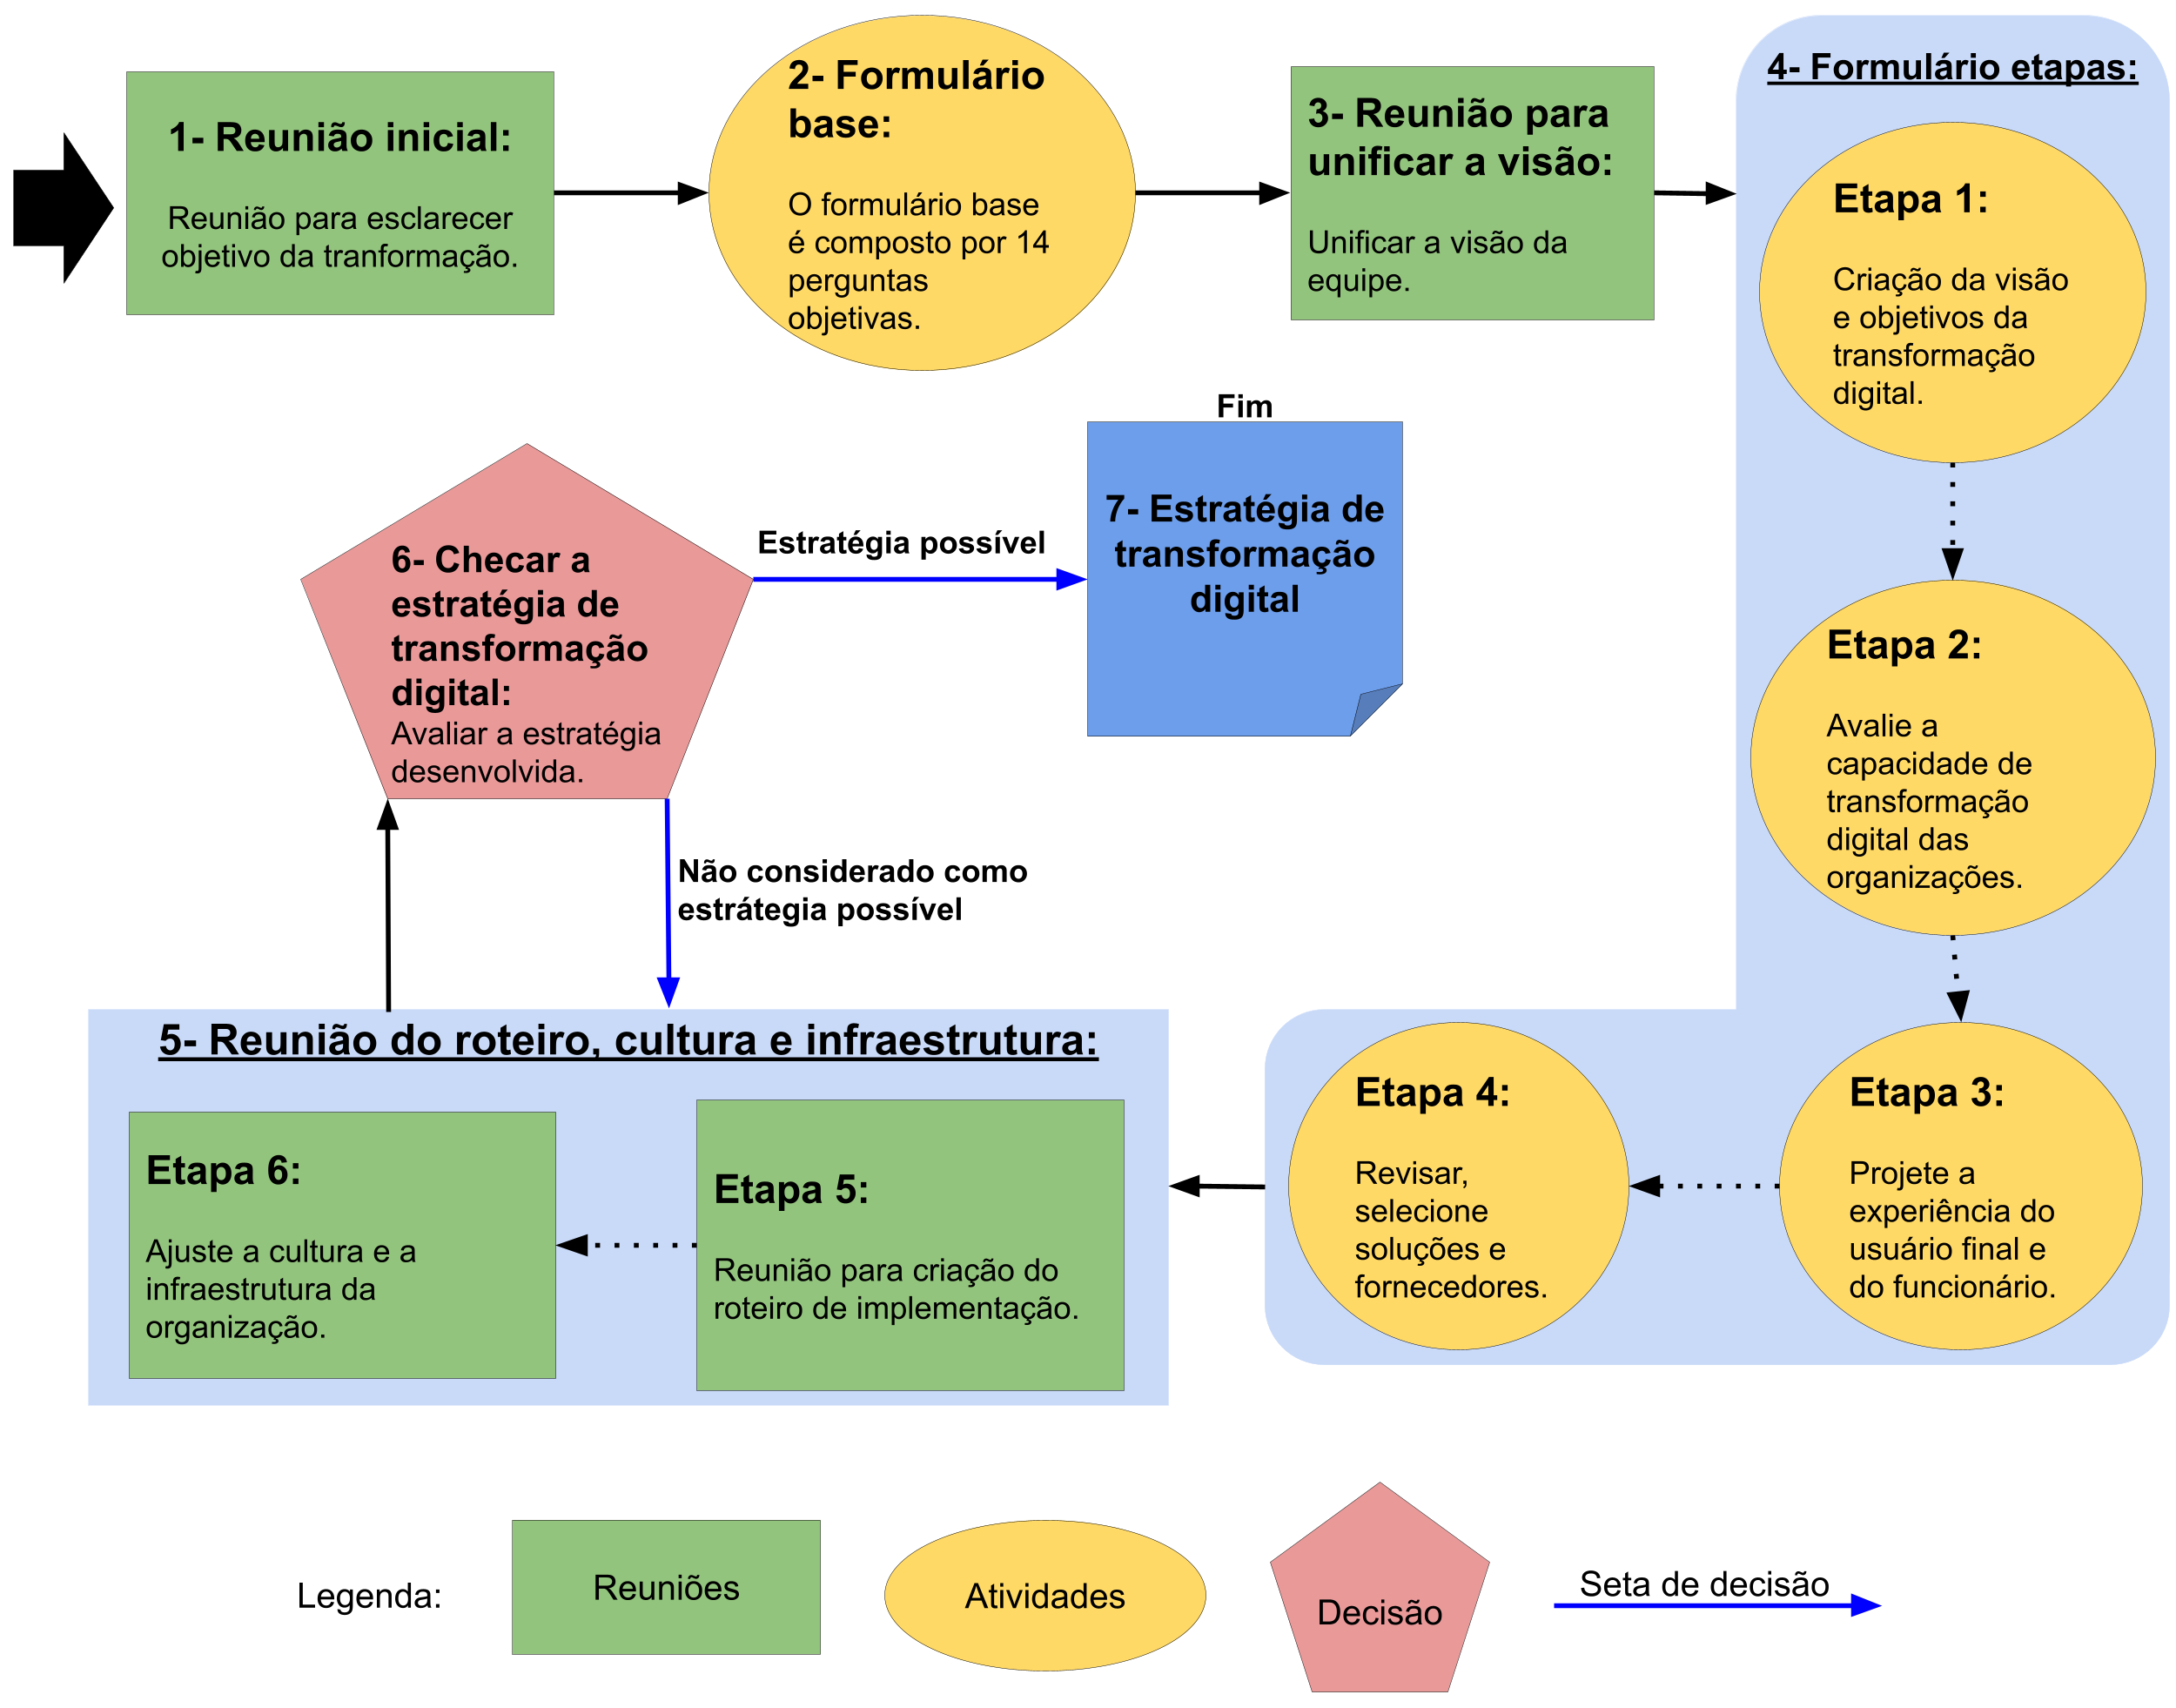 1- Reunião inicial:
Reunião para esclarecer
objetivo da tranformação.
2- Formulário
base:
O formulário base
é composto por 14
perguntas
objetivas.
3- Reunião para
unificar a visão:
Unificar a visão da
equipe.
4- Formulário etapas:
Etapa 1:
Criação da visão
e objetivos da
transformação
digital.
Etapa 2:
Avalie a
capacidade de
transformação
digital das
organizações.
Etapa 3:
Projete a
experiência do
usuário final e
do funcionário.
Etapa 4:
Revisar,
selecione
soluções e
fornecedores.
5- Reunião do roteiro, cultura e infraestrutura:
Etapa 5:
Reunião para criação do
roteiro de implementação.
Etapa 6:
Ajuste a cultura e a
infraestrutura da
organização.
6- Checar a
estratégia de
transformação
digital:
Avaliar a estratégia
desenvolvida.
Não considerado como
estrátegia possível
Estratégia possível
Fim
7- Estratégia de
transformação
digital
Legenda:
Reuniões
Atividades
Decisão
Seta de decisão